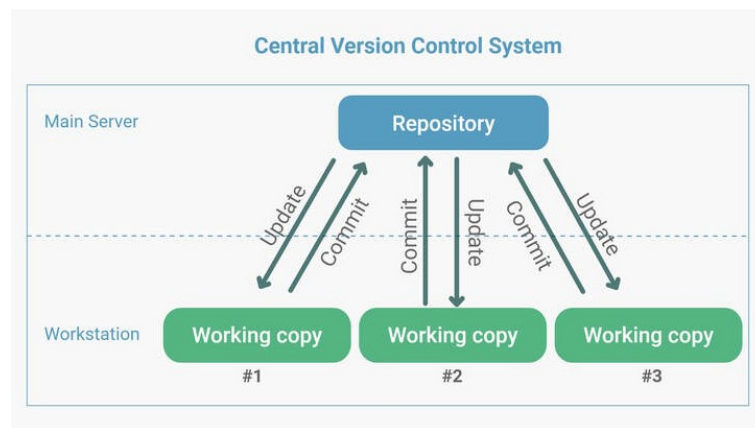 Central Version Control System
Main Server
Repository
Update
Commit
Commit
Update
Commit
Update
Workstation
Working copy
Working copy
Working copy
#1
#2
#3